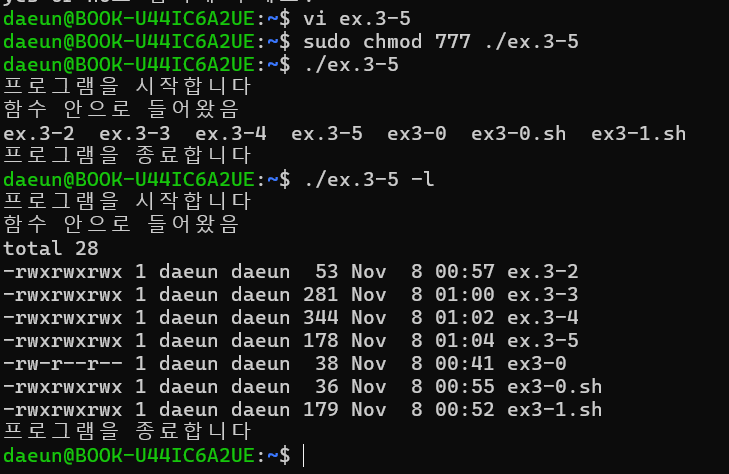 daeun@BOOK-U44IC6A2UE:~$ vi ex.3-5
daeun@BOOK-U44IC6A2UE:~$ sudo chmod 777 ./ex.3-5
daeun@BOOK-U44IC6A2UE:~$ ./ex.3-5
프로그램을 시작합니다
함수 안으로 들어왔음
ex.3-2  ex.3-3  ex.3-4  ex.3-5  ex3-0  ex3-0.sh  ex3-1.sh
프로그램을 종료합니다
daeun@BOOK-U44IC6A2UE:~$ ./ex.3-5 -l
프로그램을 시작합니다
함수 안으로 들어왔음
total 28
-rwxrwxrwx 1 daeun daeun  53 Nov  8 00:57 ex.3-2
-rwxrwxrwx 1 daeun daeun 281 Nov  8 01:00 ex.3-3
-rwxrwxrwx 1 daeun daeun 344 Nov  8 01:02 ex.3-4
-rwxrwxrwx 1 daeun daeun 178 Nov  8 01:04 ex.3-5
-rw-r--r-- 1 daeun daeun  38 Nov  8 00:41 ex3-0
-rwxrwxrwx 1 daeun daeun  36 Nov  8 00:55 ex3-0.sh
-rwxrwxrwx 1 daeun daeun 179 Nov  8 00:52 ex3-1.sh
프로그램을 종료합니다
daeun@BOOK-U44IC6A2UE:~$